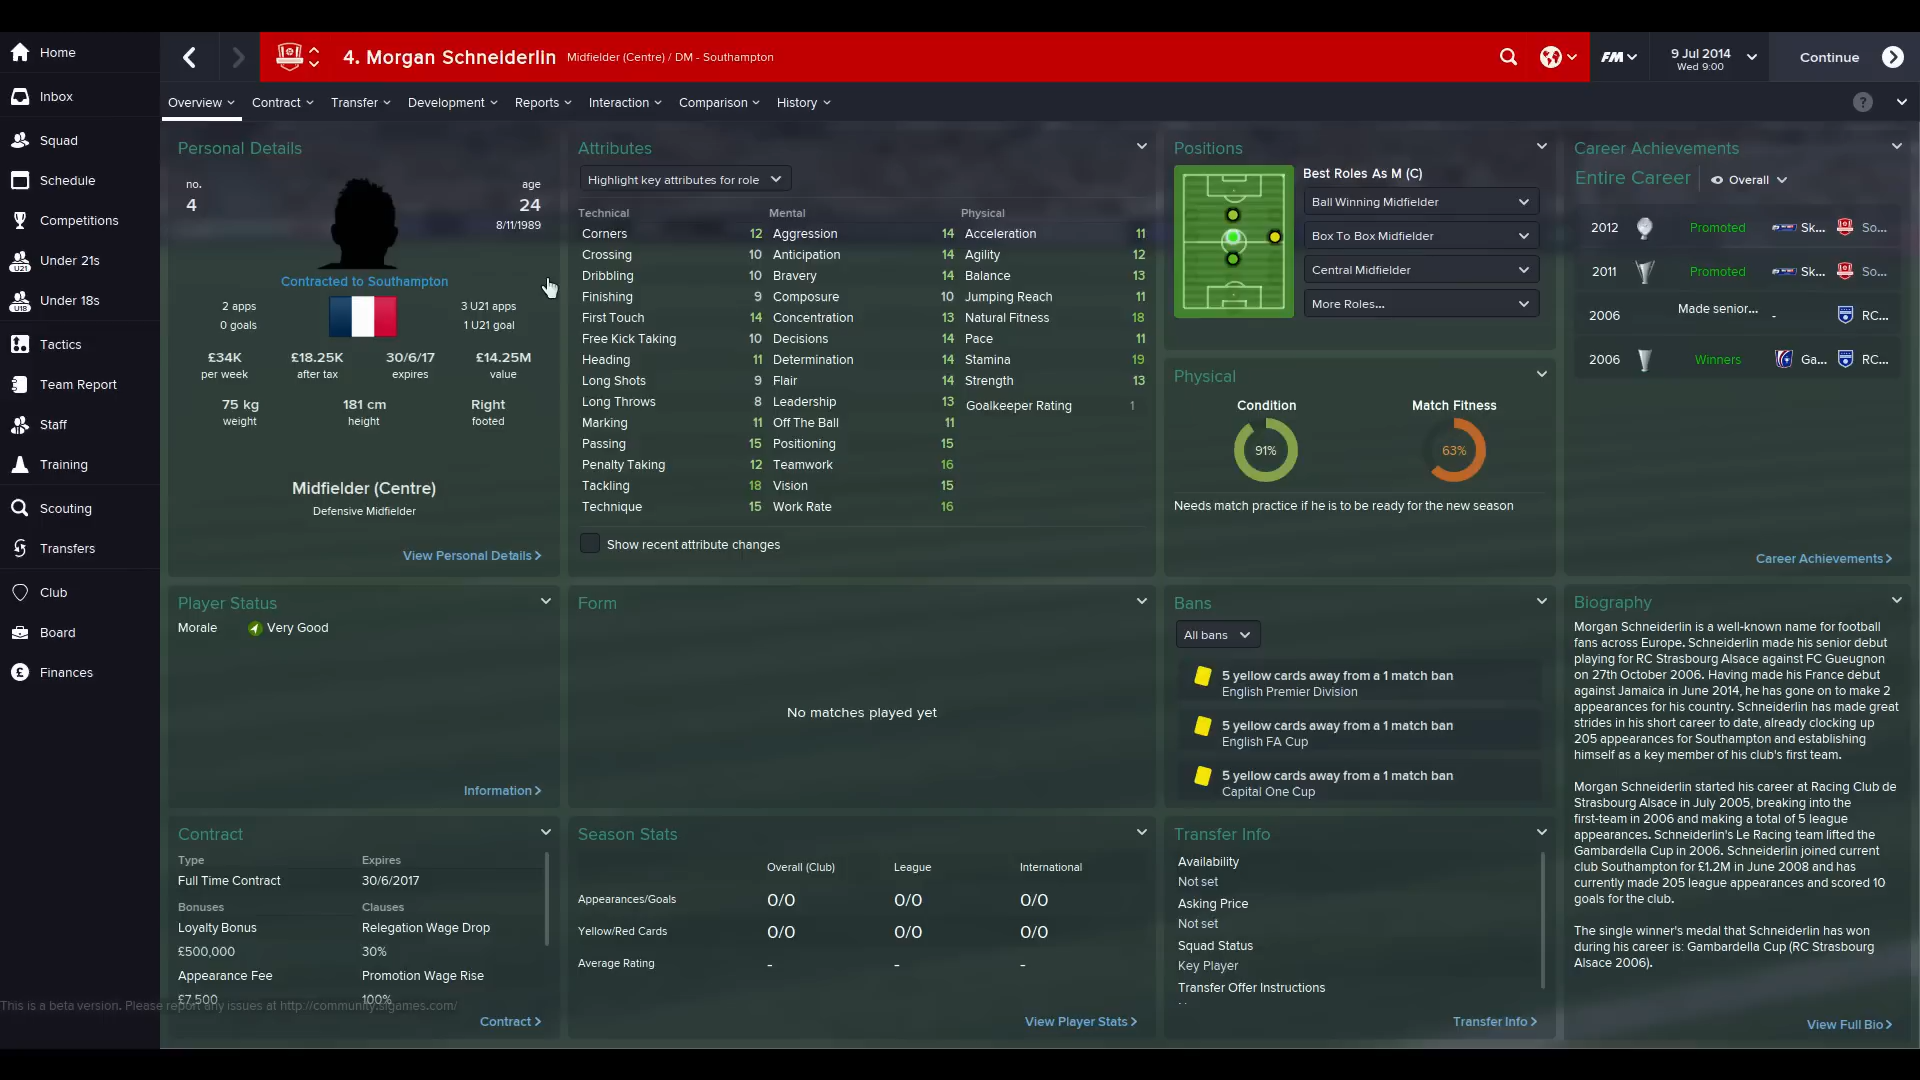 Home
Inbox
Squad
Schedule
Competitions
U21
Under 21s
U18
Under 18s
Tactics
Team Report
Staff
Training
Scouting
Transfers
Club
Board
Finances
4. Morgan Schneiderlin Midfielder (Centre) / DM - Southampton
FM
9 Jul 2014
Wed 9:00
Continue
Overview Contract Transfer Development Reports Interaction Comparison History
?
Personal Details
no.
4
age
24
8/11/1989
Contracted to Southampton
2 apps
0 goals
3 U21 apps
1 U21 goal
£34K
per week
£18.25K
after tax
30/6/17
expires
£14.25M
value
75 kg
weight
181 cm
height
Right
footed
Midfielder (Centre)
Defensive Midfielder
View Personal Details >
Attributes
Highlight key attributes for role
Technical Mental Physical
Corners 12 Aggression 14 Acceleration 11
Crossing 10 Anticipation 14 Agility 12
Dribbling 10 Bravery 14 Balance 13
Finishing 9 Composure 10 Jumping Reach 11
First Touch 14 Concentration 13 Natural Fitness 18
Free Kick Taking 10 Decisions 14 Pace 11
Heading 11 Determination 14 Stamina 19
Long Shots 9 Flair 14 Strength 13
Long Throws 8 Leadership 13 Goalkeeper Rating 1
Marking 11 Off The Ball 11
Passing 15 Positioning 15
Penalty Taking 12 Teamwork 16
Tackling 18 Vision 15
Technique 15 Work Rate 16
Show recent attribute changes
Positions
Best Roles As M (C)
Ball Winning Midfielder
Box To Box Midfielder
Central Midfielder
More Roles...
Physical
Condition
91%
Match Fitness
63%
Needs match practice if he is to be ready for the new season
Career Achievements
Entire Career Overall
2012 Promoted Sk... So...
2011 Promoted Sk... So...
2006 Made senior... - RC...
2006 Winners Ga... RC...
Career Achievements >
Player Status
Morale Very Good
Information >
Form
No matches played yet
Bans
All bans
5 yellow cards away from a 1 match ban
English Premier Division
5 yellow cards away from a 1 match ban
English FA Cup
5 yellow cards away from a 1 match ban
Capital One Cup
Biography
Morgan Schneiderlin is a well-known name for football
fans across Europe. Schneiderlin made his senior debut
playing for RC Strasbourg Alsace against FC Gueugnon
on 27th October 2006. Having made his France debut
against Jamaica in June 2014, he has gone on to make 2
appearances for his country. Schneiderlin has made great
strides in his short career to date, already clocking up
205 appearances for Southampton and establishing
himself as a key member of his club's first team.
Morgan Schneiderlin started his career at Racing Club de
Strasbourg Alsace in July 2005, breaking into the
first-team in 2006 and making a total of 5 league
appearances. Schneiderlin's Le Racing team lifted the
Gambardella Cup in 2006. Schneiderlin joined current
club Southampton for £1.2M in June 2008 and has
currently made 205 league appearances and scored 10
goals for the club.
The single winner's medal that Schneiderlin has won
during his career is: Gambardella Cup (RC Strasbourg
Alsace 2006).
View Full Bio >
Contract
Type Expires
Full Time Contract 30/6/2017
Bonuses Clauses
Loyalty Bonus Relegation Wage Drop
£500,000 30%
Appearance Fee Promotion Wage Rise
£7,500 100%
This is a beta version. Please report any issues at http://community.sigames.com/
Contract >
Season Stats
Overall (Club) League International
Appearances/Goals 0/0 0/0 0/0
Yellow/Red Cards 0/0 0/0 0/0
Average Rating - - -
View Player Stats >
Transfer Info
Availability
Not set
Asking Price
Not set
Squad Status
Key Player
Transfer Offer Instructions
Transfer Info >